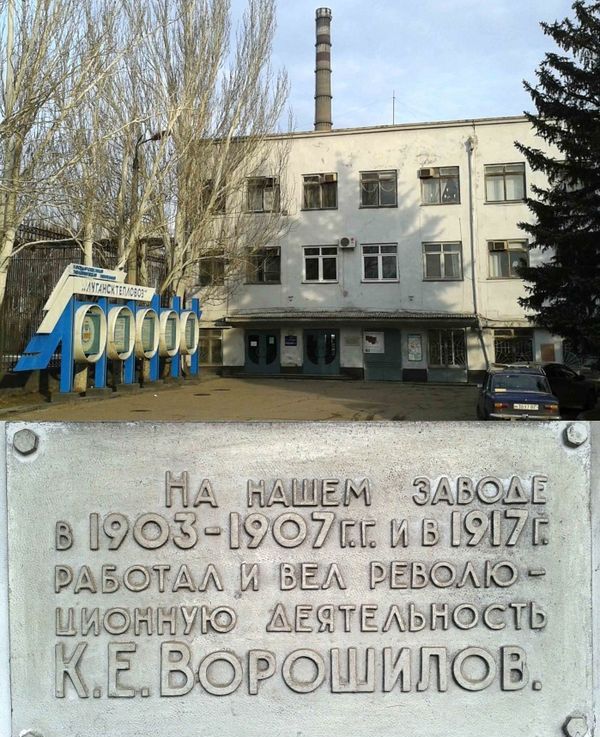 "ЛУГАНСКТЕПЛОВОЗ"
НА НАШЕМ ЗАВОДЕ
В 1903-1907 Г.Г. И В 1917 Г.
РАБОТАЛ И ВЕЛ РЕВОЛЮ-
ЦИОННУЮ ДЕЯТЕЛЬНОСТЬ
К.Е. ВОРОШИЛОВ.